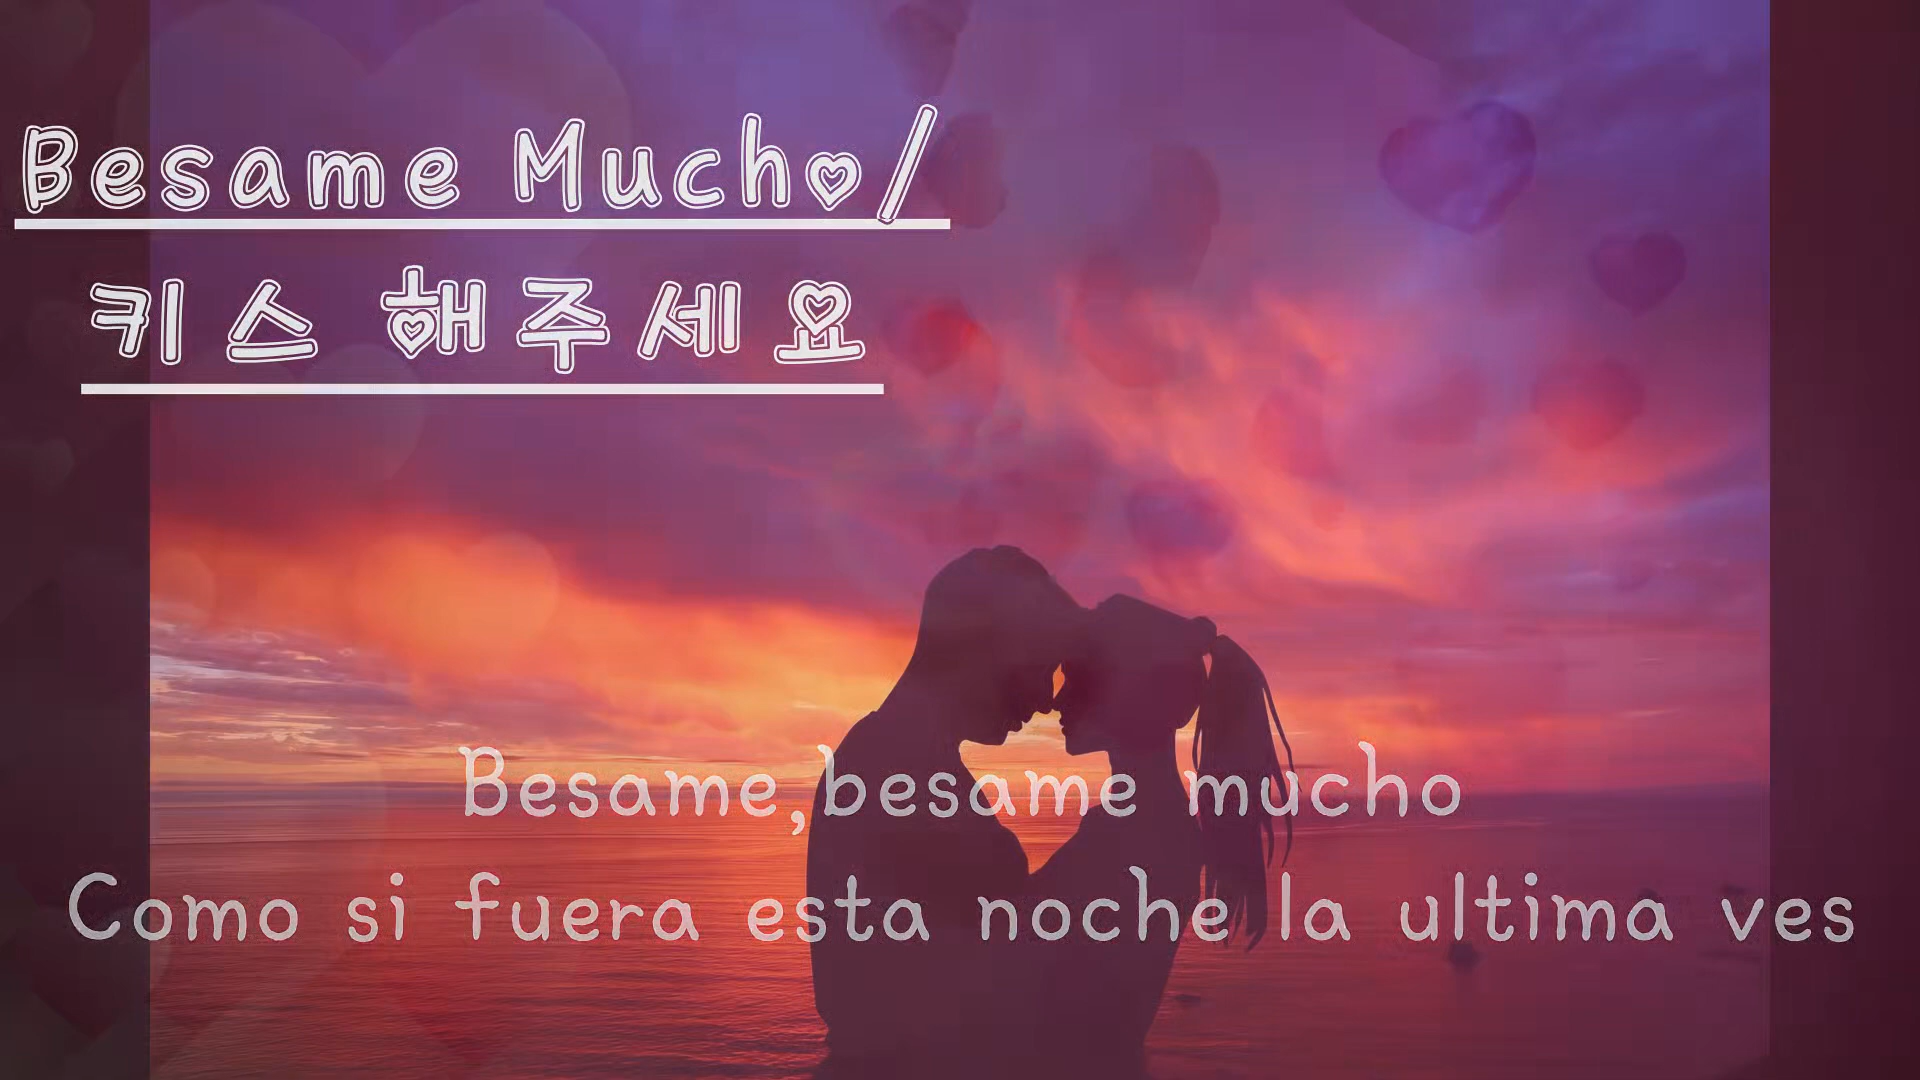 Besame Mucho/
키스 해주세요
Besame,besame mucho
Como si fuera esta noche la ultima ves